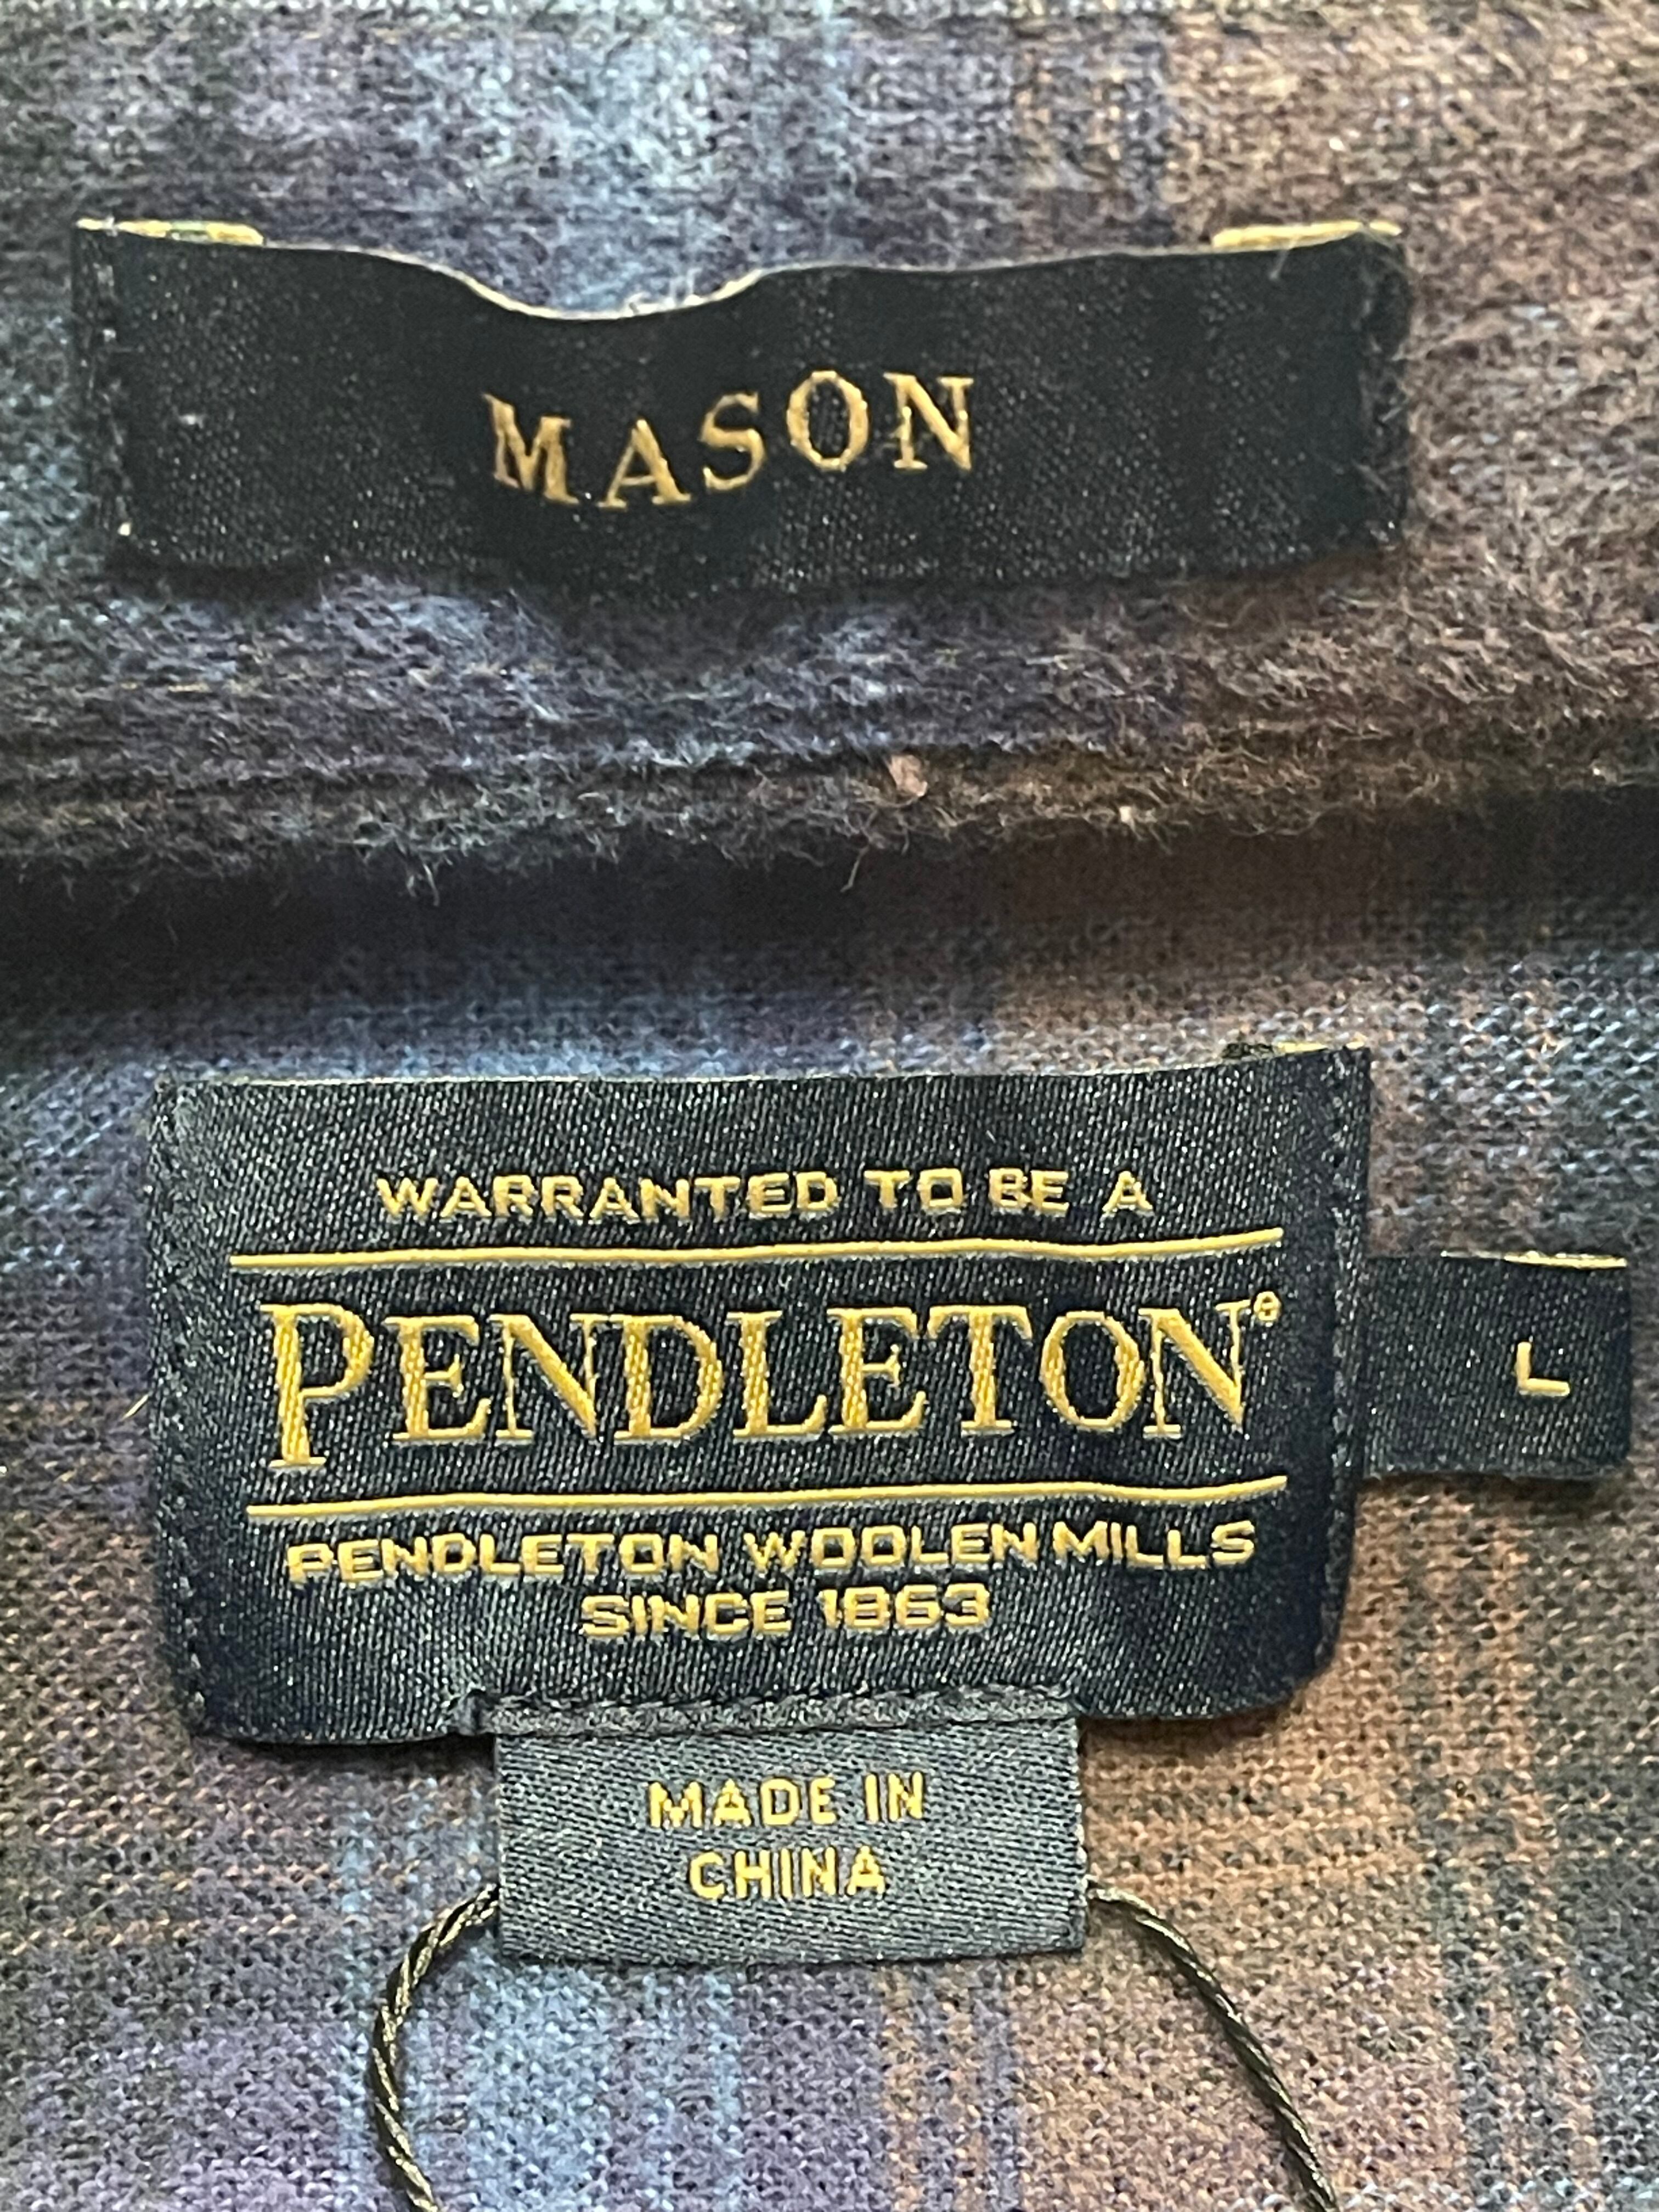 MASON
WARRANTED TO BE A
PENDLETON®
L
PENDLETON WOOLEN MILLS
SINCE 1863
MADE IN
CHINA